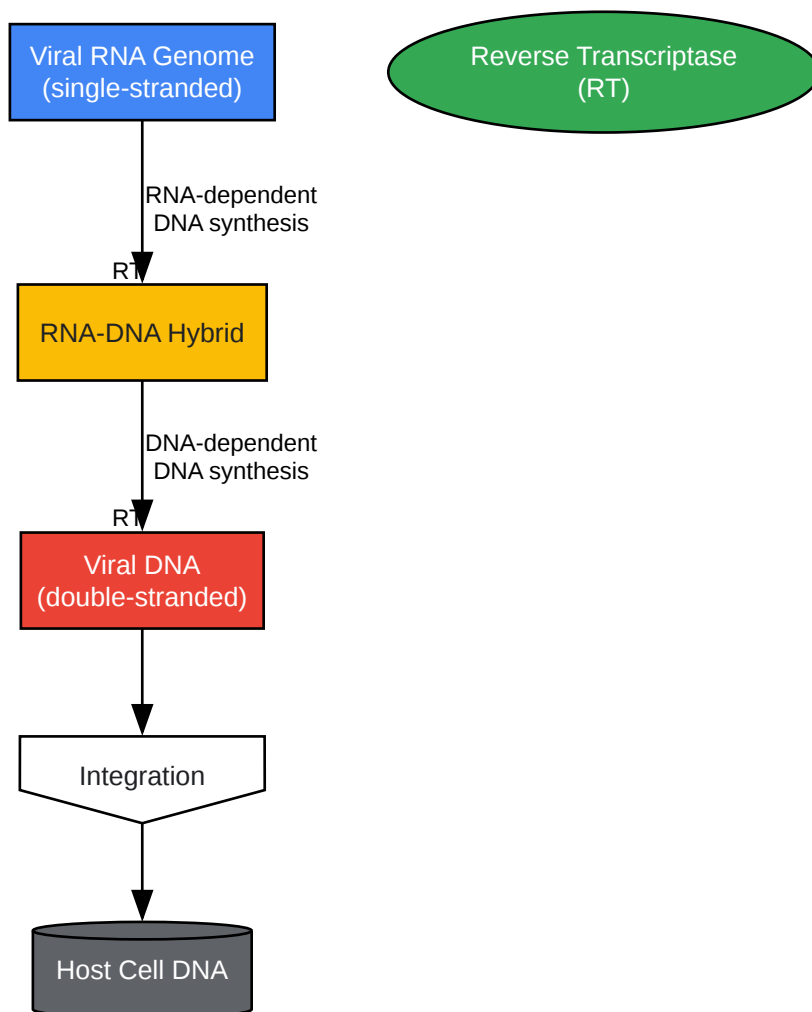 Viral RNA Genome
(single-stranded)
Reverse Transcriptase
(RT)
RNA-dependent
DNA synthesis
RT
RNA-DNA Hybrid
DNA-dependent
DNA synthesis
RT
Viral DNA
(double-stranded)
Integration
Host Cell DNA